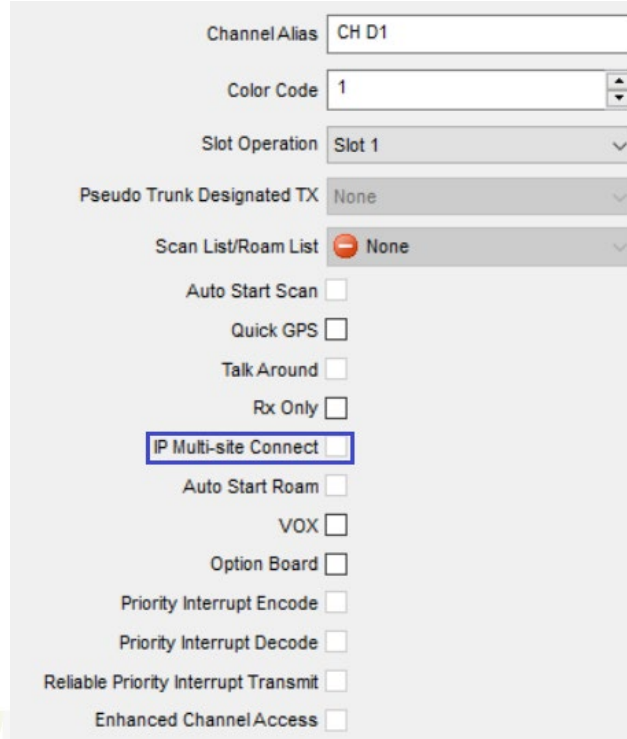 Channel Alias CH D1
Color Code 1
Slot Operation Slot 1
Pseudo Trunk Designated TX None
Scan List/Roam List None
Auto Start Scan
Quick GPS
Talk Around
Rx Only
IP Multi-site Connect
Auto Start Roam
VOX
Option Board
Priority Interrupt Encode
Priority Interrupt Decode
Reliable Priority Interrupt Transmit
Enhanced Channel Access